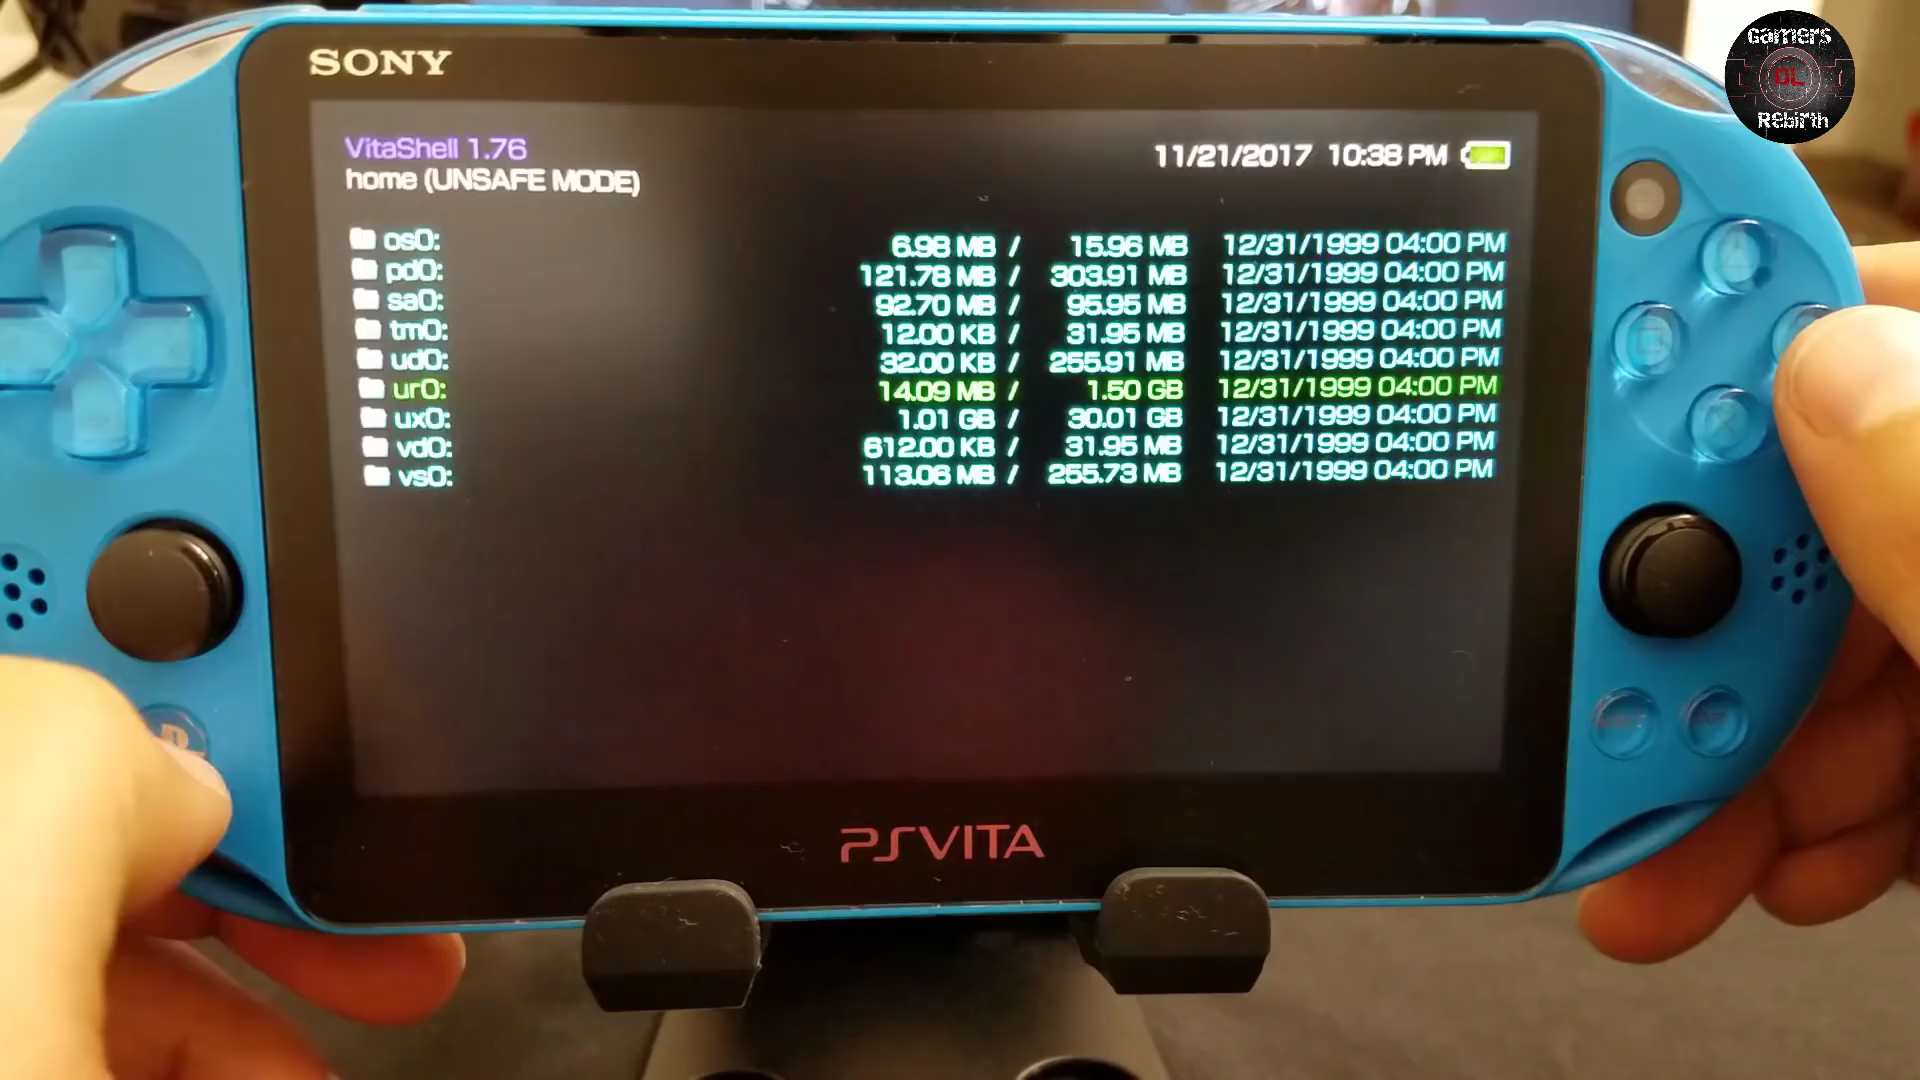 SONY
Gamers
DL
Rebirth
VitaShell 1.76
11/21/2017 10:38 PM
home (UNSAFE MODE)
os0: 6.98 MB / 15.96 MB 12/31/1999 04:00 PM
pd0: 121.78 MB / 303.91 MB 12/31/1999 04:00 PM
sa0: 92.70 MB / 95.95 MB 12/31/1999 04:00 PM
tm0: 12.00 KB / 31.95 MB 12/31/1999 04:00 PM
ud0: 32.00 KB / 255.91 MB 12/31/1999 04:00 PM
ur0: 14.09 MB / 1.50 GB 12/31/1999 04:00 PM
ux0: 1.01 GB / 30.01 GB 12/31/1999 04:00 PM
vd0: 612.00 KB / 31.95 MB 12/31/1999 04:00 PM
vs0: 113.06 MB / 255.73 MB 12/31/1999 04:00 PM
PSVITA